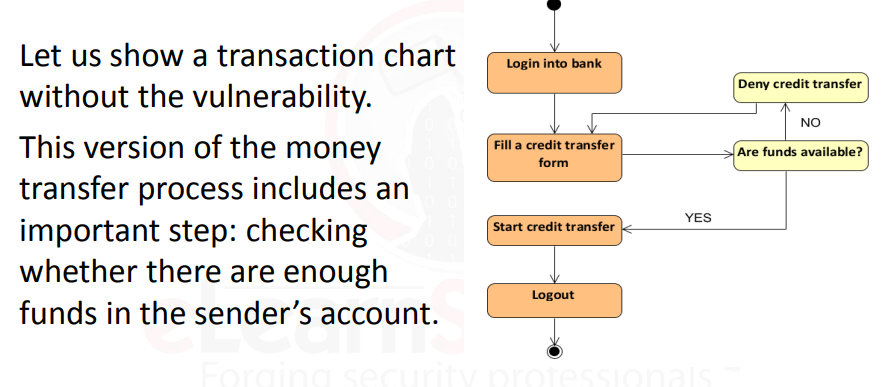 Let us show a transaction chart
without the vulnerability.
This version of the money
transfer process includes an
important step: checking
whether there are enough
funds in the sender’s account.
Login into bank
Deny credit transfer
NO
Fill a credit transfer
form
Are funds available?
YES
Start credit transfer
Logout
eLearnS
Forging security professionals